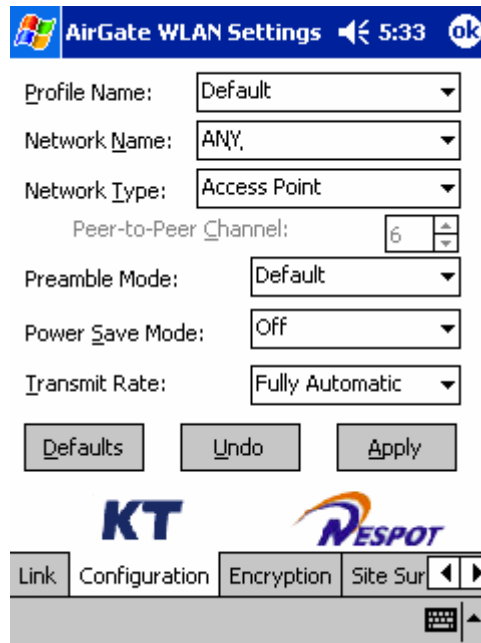 AirGate WLAN Settings 5:33 ok
Profile Name: Default
Network Name: ANY,
Network Type: Access Point
Peer-to-Peer Channel: 6
Preamble Mode: Default
Power Save Mode: Off
Transmit Rate: Fully Automatic
Defaults Undo Apply
KT NESPOT
Link Configuration Encryption Site Sur